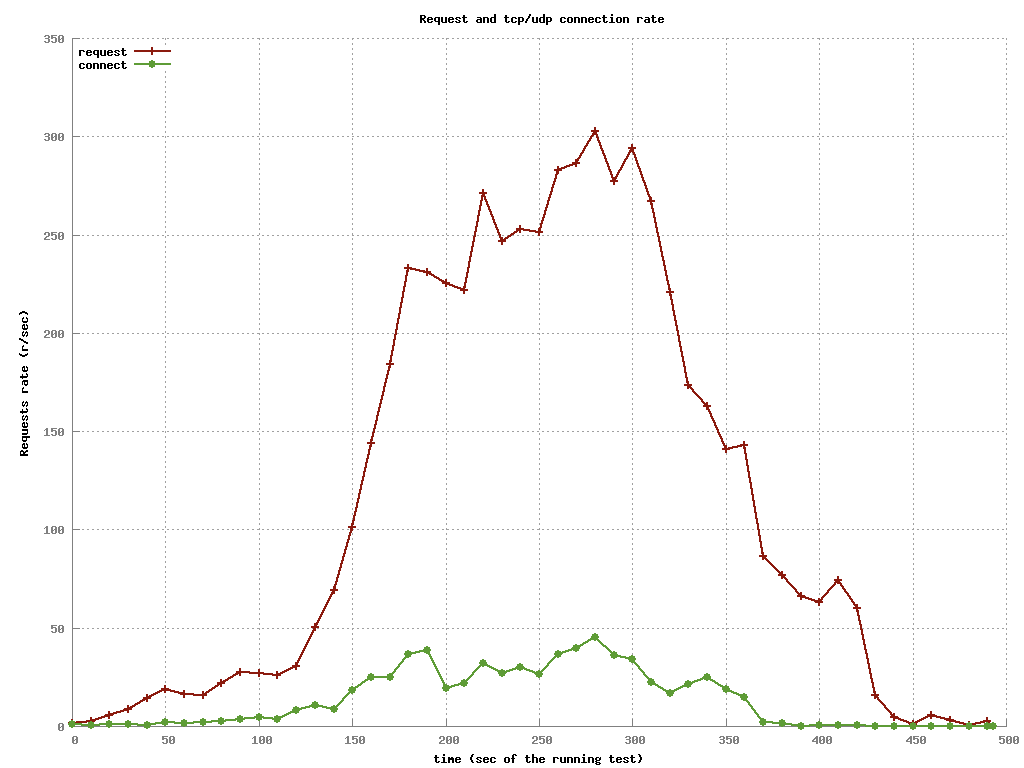 Request and tcp/udp connection rate
350
request
connect
300
250
200
Requests rate (r/sec)
150
100
50
0
0 50 100 150 200 250 300 350 400 450 500
time (sec of the running test)